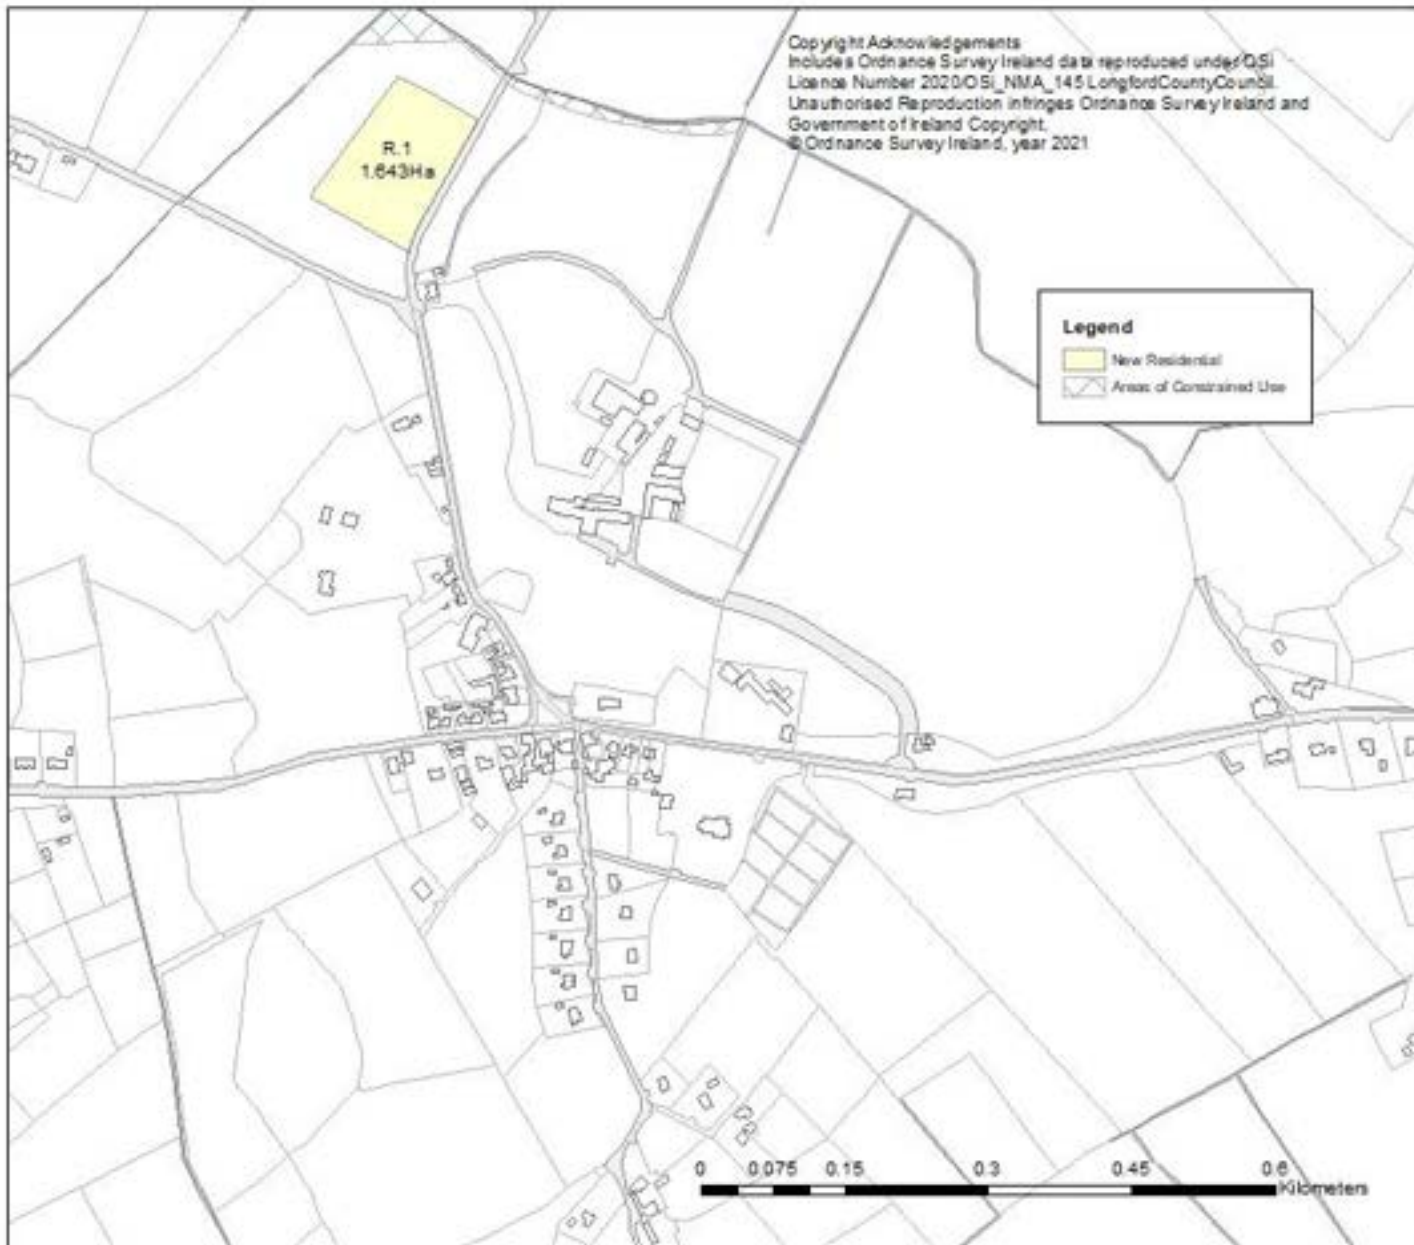 Copyright Acknowledgements
Includes Ordnance Survey Ireland data reproduced under OSi
Licence Number 2020/OSi_NMA_145 LongfordCountyCouncil.
Unauthorised Reproduction infringes Ordnance Survey Ireland and
Government of Ireland Copyright.
© Ordnance Survey Ireland, year 2021
R.1
1.643Ha
Legend
New Residential
Areas of Constrained Use
0 0.075 0.15 0.3 0.45 0.6
Kilometers